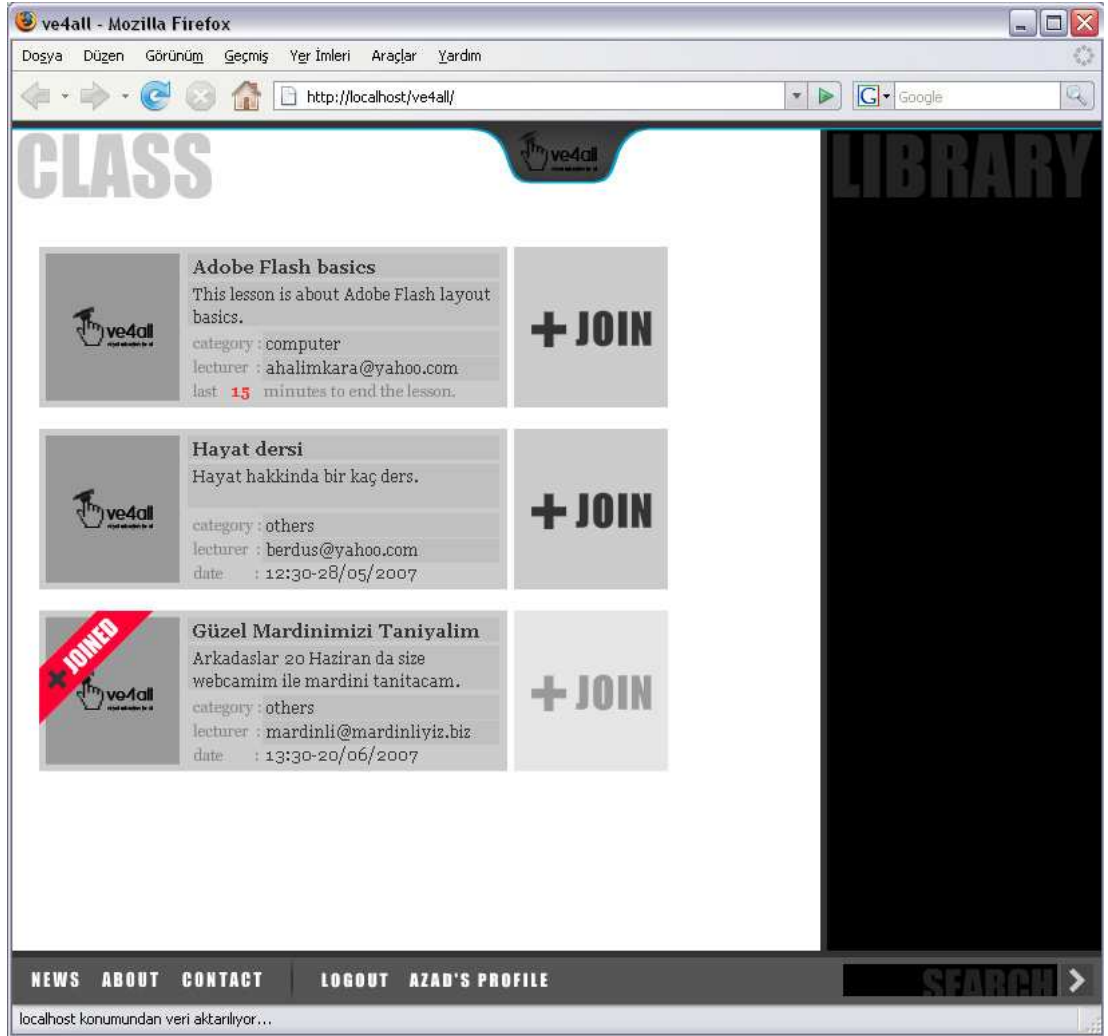 ve4all - Mozilla Firefox
Dosya Düzen Görünüm Geçmiş Yer İmleri Araçlar Yardım
http://localhost/ve4all/
G Google
CLASS
ve4all
LIBRARY
Adobe Flash basics
This lesson is about Adobe Flash layout
basics.
category : computer
lecturer : ahalimkara@yahoo.com
last 15 minutes to end the lesson.
ve4all
+ JOIN
Hayat dersi
Hayat hakkinda bir kaç ders.
category : others
lecturer : berdus@yahoo.com
date : 12:30-28/05/2007
ve4all
+ JOIN
JOINED
Güzel Mardinimizi Taniyalim
Arkadaslar 20 Haziran da size
webcamim ile mardini tanitacam.
category : others
lecturer : mardinli@mardinliyiz.biz
date : 13:30-20/06/2007
ve4all
+ JOIN
NEWS ABOUT CONTACT LOGOUT AZAD'S PROFILE
SEARCH
localhost konumundan veri aktarılıyor...